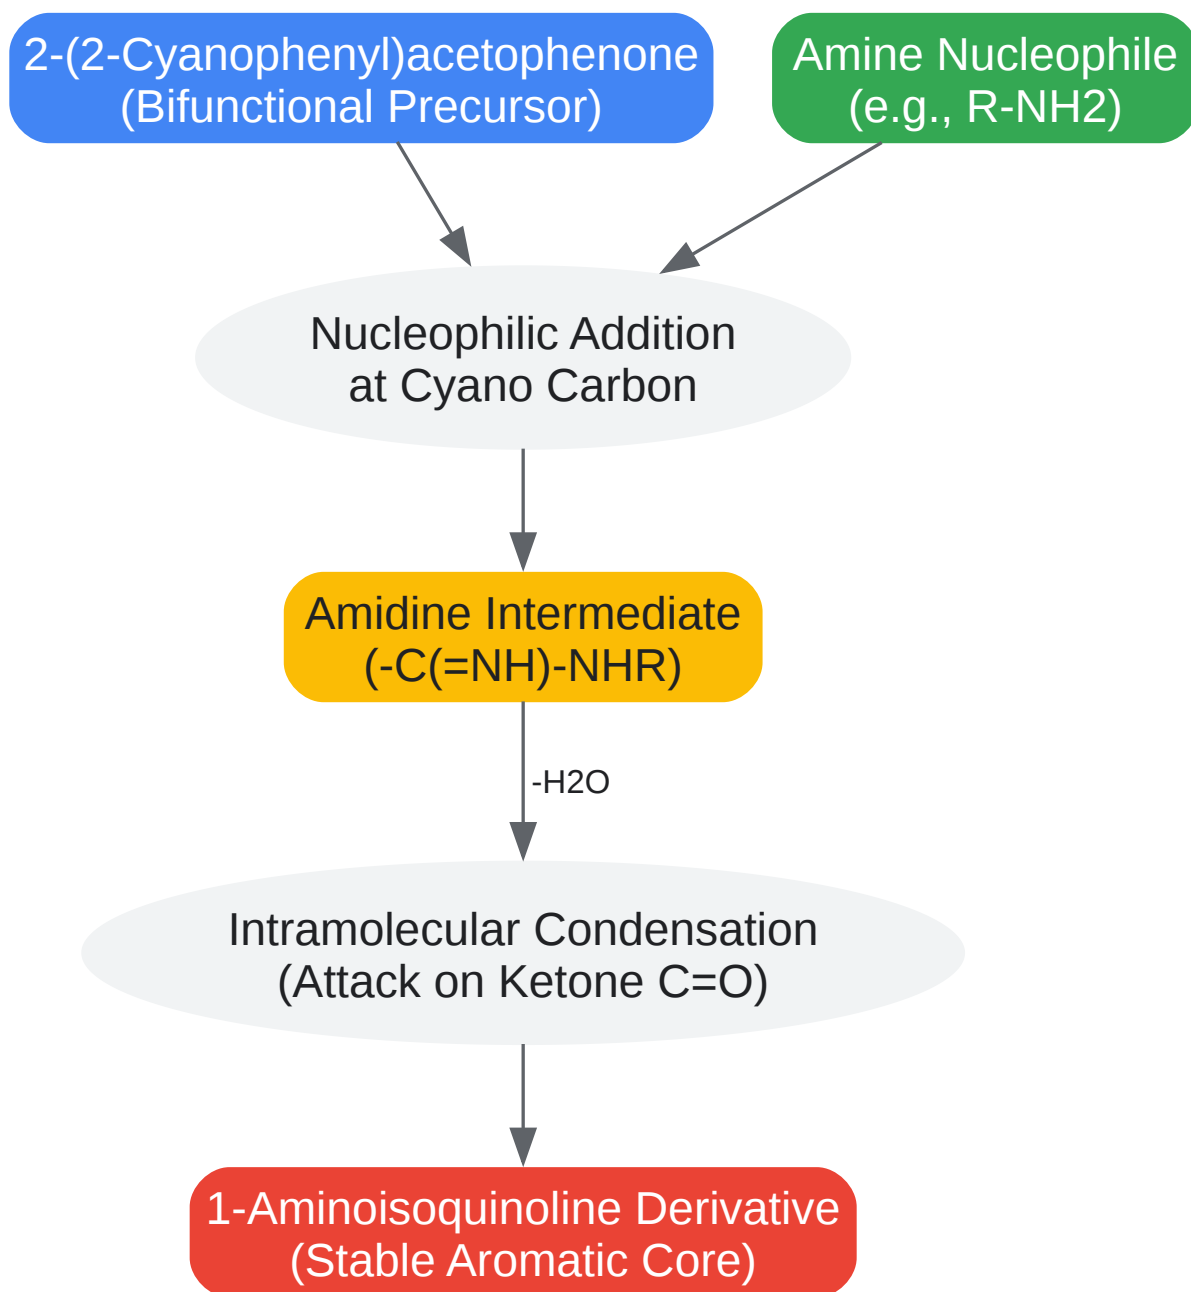 2-(2-Cyanophenyl)acetophenone
(Bifunctional Precursor)
Amine Nucleophile
(e.g., R-NH2)
Nucleophilic Addition
at Cyano Carbon
Amidine Intermediate
(-C(=NH)-NHR)
-H2O
Intramolecular Condensation
(Attack on Ketone C=O)
1-Aminoisoquinoline Derivative
(Stable Aromatic Core)